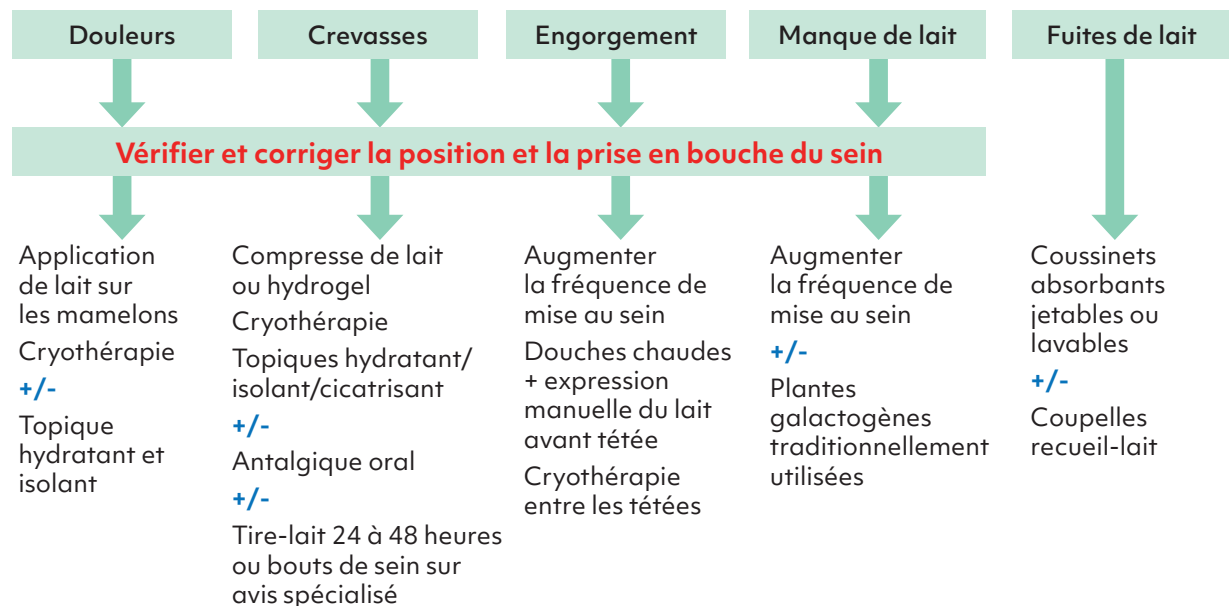 Douleurs
Crevasses
Engorgement
Manque de lait
Fuites de lait
Vérifier et corriger la position et la prise en bouche du sein
Application
de lait sur
les mamelons
Cryothérapie
+/-
Topique
hydratant et
isolant
Compresse de lait
ou hydrogel
Cryothérapie
Topiques hydratant/
isolant/cicatrisant
+/-
Antalgique oral
+/-
Tire-lait 24 à 48 heures
ou bouts de sein sur
avis spécialisé
Augmenter
la fréquence de
mise au sein
Douches chaudes
+ expression
manuelle du lait
avant tétée
Cryothérapie
entre les tétées
Augmenter
la fréquence de
mise au sein
+/-
Plantes
galactogènes
traditionnellement
utilisées
Coussinets
absorbants
jetables ou
lavables
+/-
Coupelles
recueil-lait